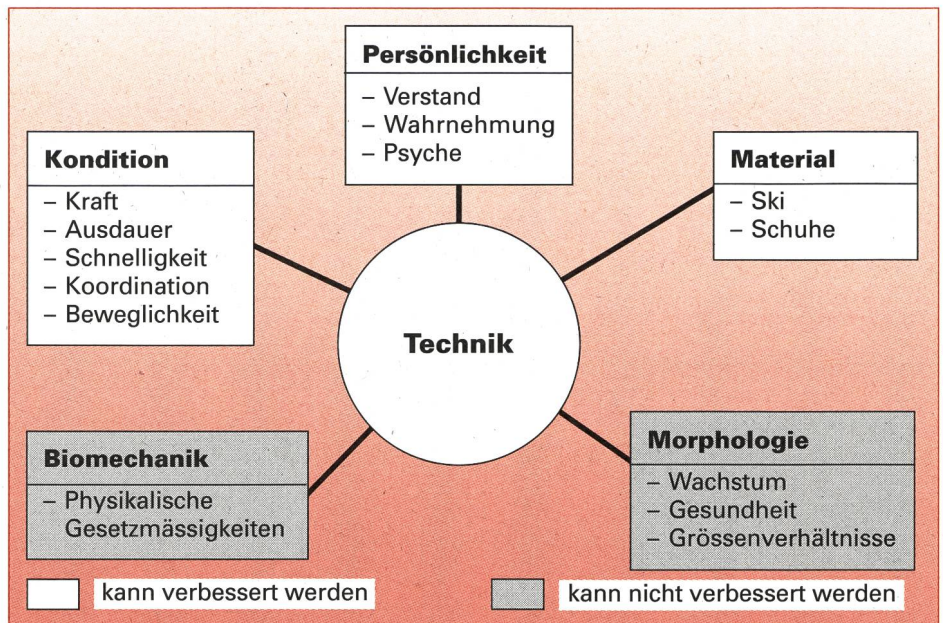 Persönlichkeit
– Verstand
– Wahrnehmung
– Psyche
Kondition
– Kraft
– Ausdauer
– Schnelligkeit
– Koordination
– Beweglichkeit
Material
– Ski
– Schuhe
Technik
Biomechanik
– Physikalische
Gesetzmässigkeiten
Morphologie
– Wachstum
– Gesundheit
– Grössenverhältnisse
kann verbessert werden
kann nicht verbessert werden